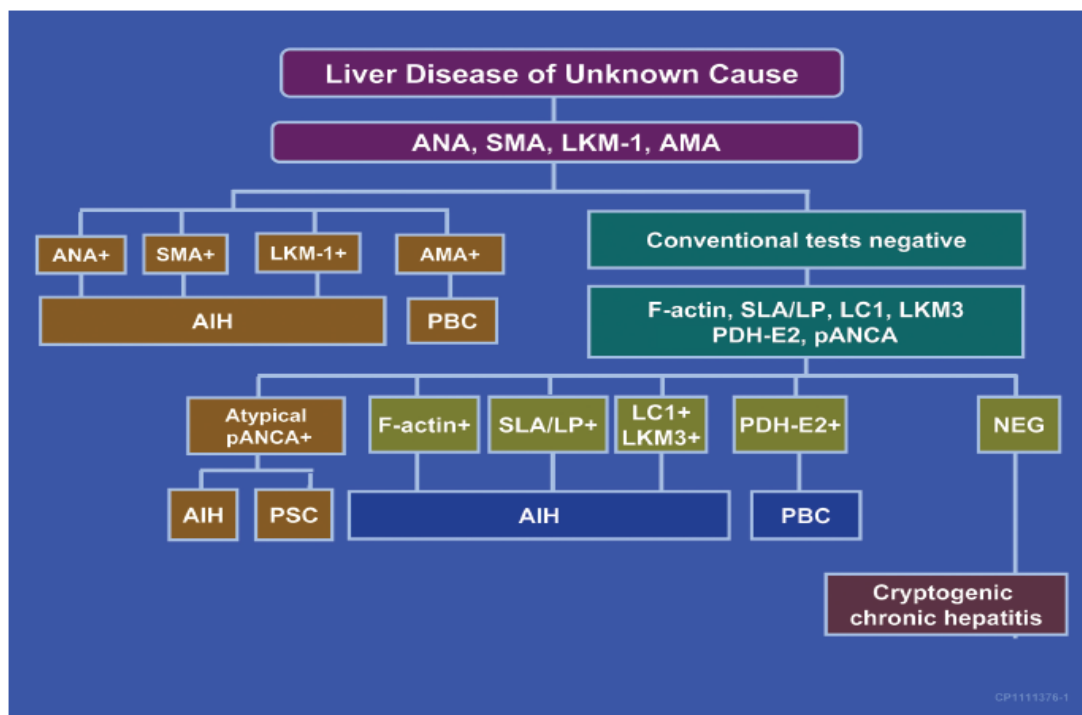 Liver Disease of Unknown Cause
ANA, SMA, LKM-1, AMA
ANA+
SMA+
LKM-1+
AMA+
Conventional tests negative
AIH
PBC
F-actin, SLA/LP, LC1, LKM3
PDH-E2, pANCA
Atypical
pANCA+
F-actin+
SLA/LP+
LC1+
LKM3+
PDH-E2+
NEG
AIH
PSC
AIH
PBC
Cryptogenic
chronic hepatitis
CP1111376-1